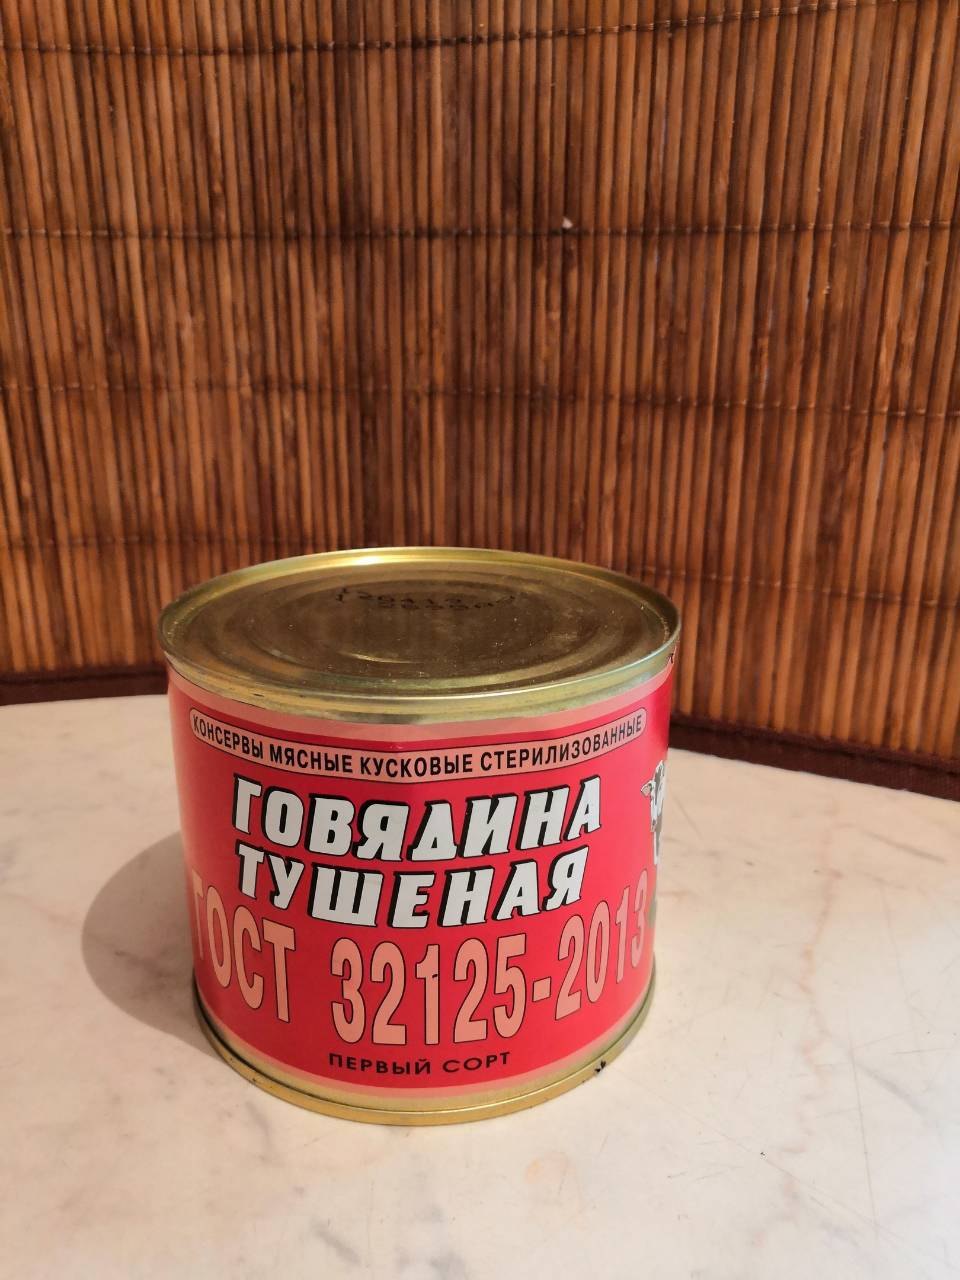 КОНСЕРВЫ МЯСНЫЕ КУСКОВЫЕ СТЕРИЛИЗОВАННЫЕ
ГОВЯДИНА
ТУШЕНАЯ
ГОСТ 32125-2013
ПЕРВЫЙ СОРТ